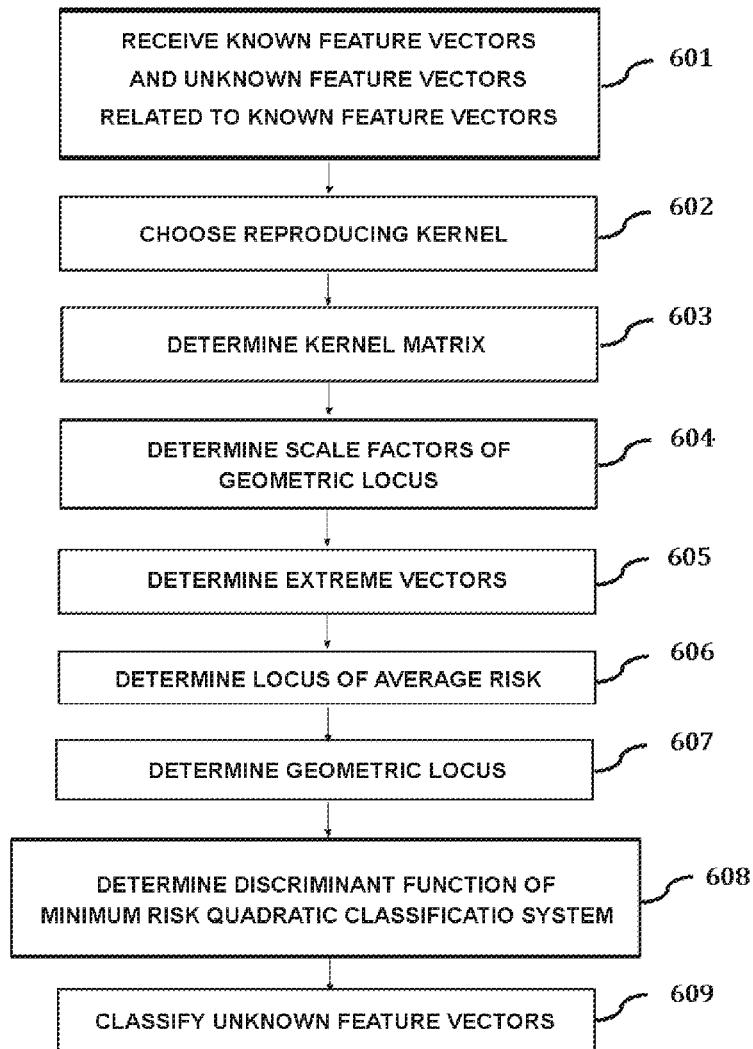 RECEIVE KNOWN FEATURE VECTORS
AND UNKNOWN FEATURE VECTORS
RELATED TO KNOWN FEATURE VECTORS
601
CHOOSE REPRODUCING KERNEL
602
DETERMINE KERNEL MATRIX
603
DETERMINE SCALE FACTORS OF
GEOMETRIC LOCUS
604
DETERMINE EXTREME VECTORS
605
DETERMINE LOCUS OF AVERAGE RISK
606
DETERMINE GEOMETRIC LOCUS
607
DETERMINE DISCRIMINANT FUNCTION OF
MINIMUM RISK QUADRATIC CLASSIFICATIO SYSTEM
608
CLASSIFY UNKNOWN FEATURE VECTORS
609